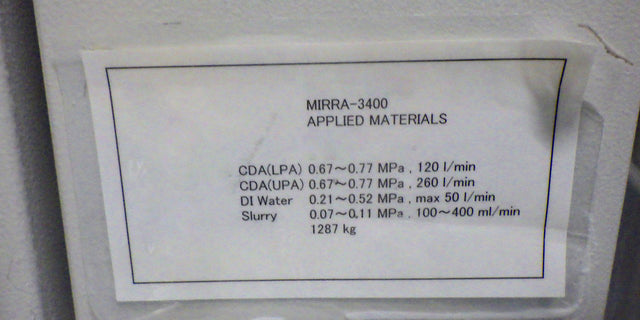 MIRRA-3400
APPLIED MATERIALS
CDA(LPA) 0.67～0.77 MPa , 120 l/min
CDA(UPA) 0.67～0.77 MPa , 260 l/min
DI Water 0.21～0.52 MPa , max 50 l/min
Slurry 0.07～0.11 MPa , 100～400 ml/min
1287 kg